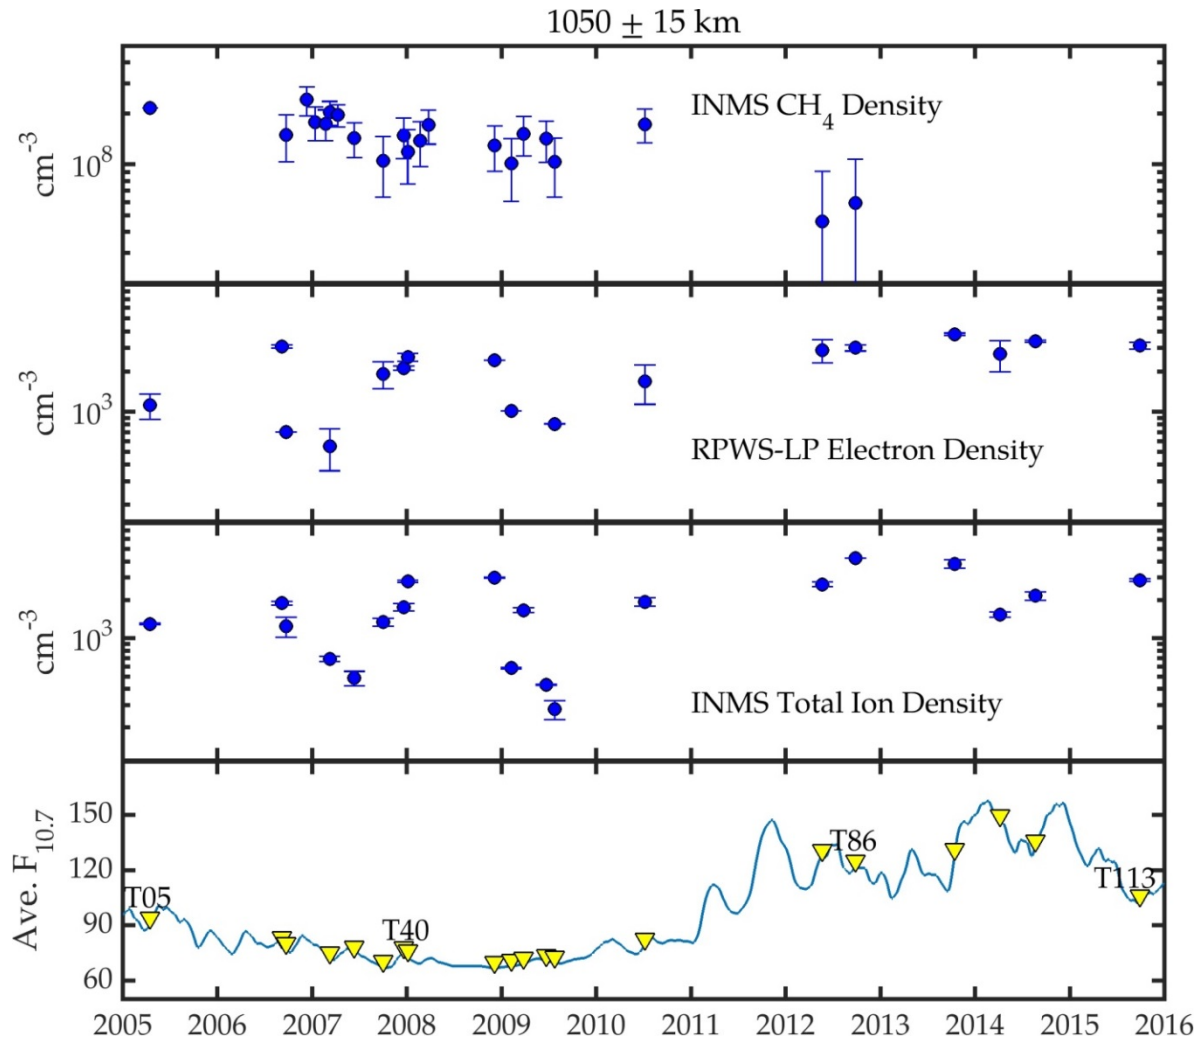 1050 ± 15 km
INMS CH4 Density
cm-3
10^8
cm-3
10^3
RPWS-LP Electron Density
cm-3
10^3
INMS Total Ion Density
Ave. F10.7
150
120
90
60
T05
T40
T86
T113
2005 2006 2007 2008 2009 2010 2011 2012 2013 2014 2015 2016